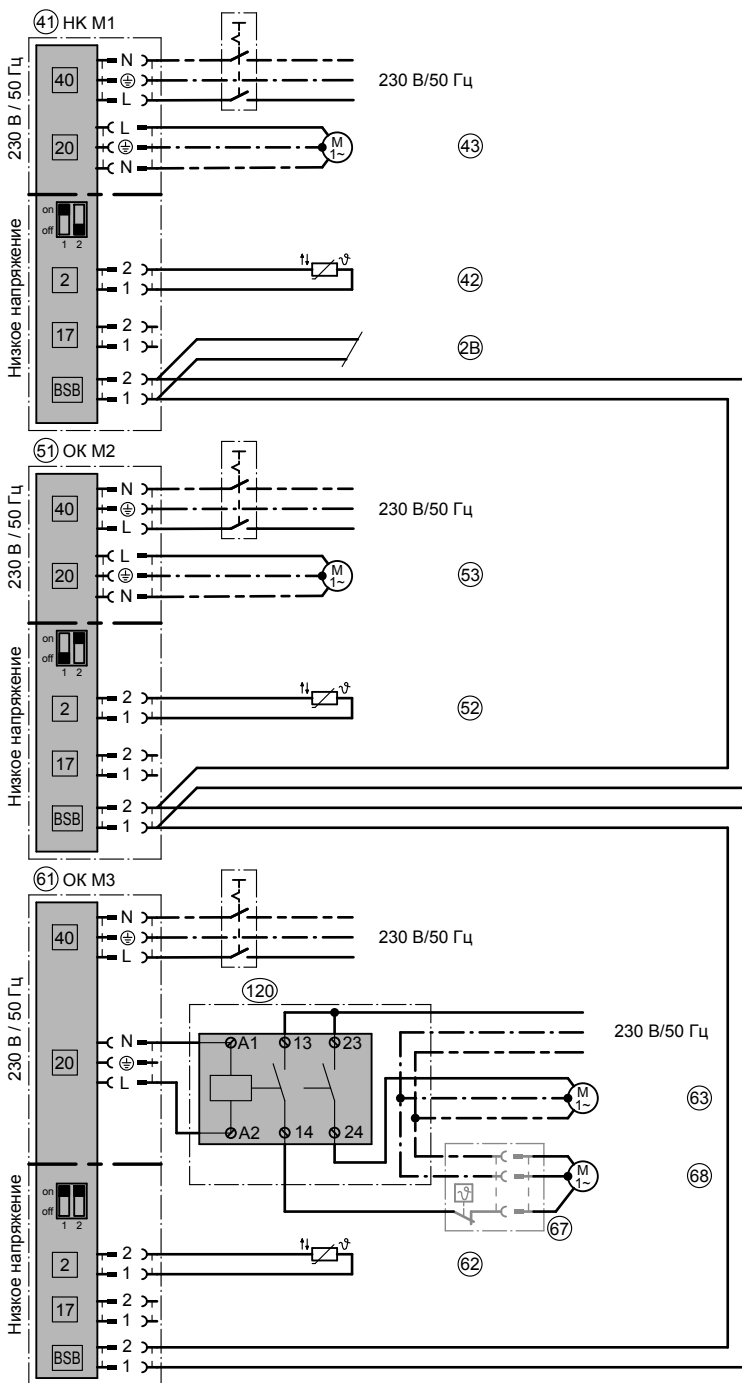 41 НК M1
230 В / 50 Гц
40
N
L
230 В/50 Гц
20
L
N
M
1~
43
Низкое напряжение
on
off
1 2
2
2
1
ϑ
42
17
2
1
2B
BSB
2
1
51 ОК M2
230 В / 50 Гц
40
N
L
230 В/50 Гц
20
L
N
M
1~
53
Низкое напряжение
on
off
1 2
2
2
1
ϑ
52
17
2
1
BSB
2
1
61 ОК M3
230 В / 50 Гц
40
N
L
230 В/50 Гц
120
230 В/50 Гц
20
N
L
A1 13 23
A2 14 24
M
1~
63
M
1~
68
ϑ
67
Низкое напряжение
on
off
1 2
2
2
1
ϑ
62
17
2
1
BSB
2
1